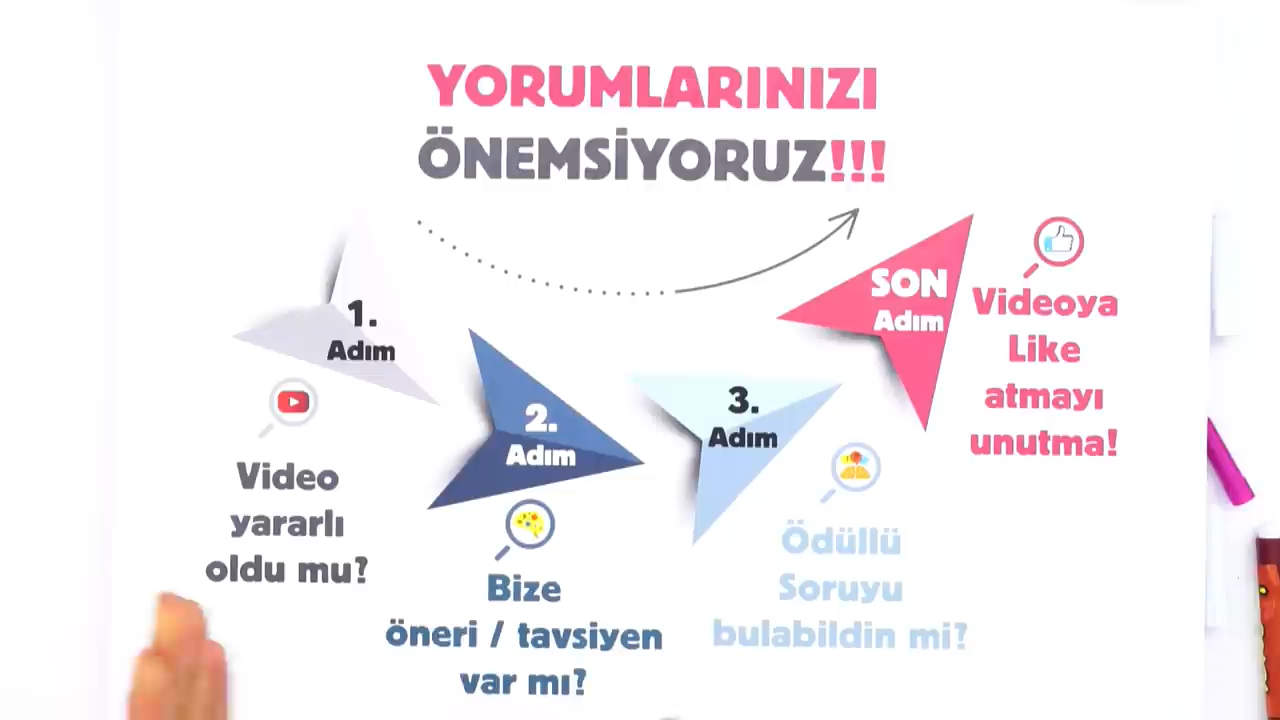 YORUMLARINIZI
ÖNEMSİYORUZ!!!
1.
Adım
Video
yararlı
oldu mu?
2.
Adım
Bize
öneri / tavsiyen
var mı?
3.
Adım
Ödüllü
Soruyu
bulabildin mi?
SON
Adım
Videoya
Like
atmayı
unutma!